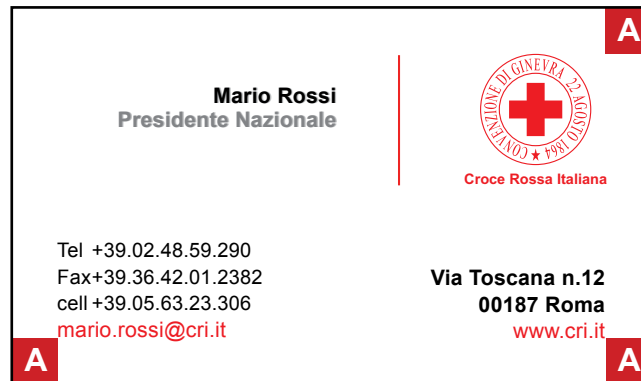 A
Mario Rossi
Presidente Nazionale
CONVENZIONE DI GINEVRA 22 AGOSTO 1864
Croce Rossa Italiana
Tel +39.02.48.59.290
Fax+39.36.42.01.2382
cell +39.05.63.23.306
mario.rossi@cri.it
Via Toscana n.12
00187 Roma
www.cri.it
A
A